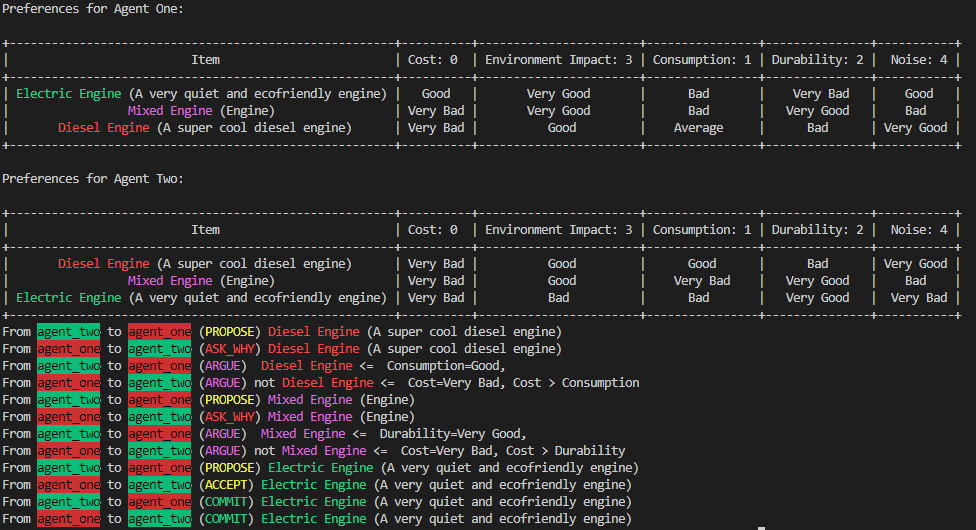 Preferences for Agent One:
+----------------------------------------------------+----------+-----------------------+----------------+---------------+-----------+
| Item | Cost: 0 | Environment Impact: 3 | Consumption: 1 | Durability: 2 | Noise: 4 |
+----------------------------------------------------+----------+-----------------------+----------------+---------------+-----------+
| Electric Engine (A very quiet and ecofriendly engine) | Good | Very Good | Bad | Very Bad | Good |
| Mixed Engine (Engine) | Very Bad | Very Good | Bad | Very Good | Bad |
| Diesel Engine (A super cool diesel engine) | Very Bad | Good | Average | Bad | Very Good |
+----------------------------------------------------+----------+-----------------------+----------------+---------------+-----------+
Preferences for Agent Two:
+----------------------------------------------------+----------+-----------------------+----------------+---------------+-----------+
| Item | Cost: 0 | Environment Impact: 3 | Consumption: 1 | Durability: 2 | Noise: 4 |
+----------------------------------------------------+----------+-----------------------+----------------+---------------+-----------+
| Diesel Engine (A super cool diesel engine) | Very Bad | Good | Good | Bad | Very Good |
| Mixed Engine (Engine) | Very Bad | Good | Very Bad | Very Good | Bad |
| Electric Engine (A very quiet and ecofriendly engine) | Very Bad | Bad | Bad | Very Good | Very Bad |
+----------------------------------------------------+----------+-----------------------+----------------+---------------+-----------+
From agent_two to agent_one (PROPOSE) Diesel Engine (A super cool diesel engine)
From agent_one to agent_two (ASK_WHY) Diesel Engine (A super cool diesel engine)
From agent_two to agent_one (ARGUE)  Diesel Engine <=  Consumption=Good,
From agent_one to agent_two (ARGUE) not Diesel Engine <=  Cost=Very Bad, Cost > Consumption
From agent_two to agent_one (PROPOSE) Mixed Engine (Engine)
From agent_one to agent_two (ASK_WHY) Mixed Engine (Engine)
From agent_two to agent_one (ARGUE)  Mixed Engine <=  Durability=Very Good,
From agent_one to agent_two (ARGUE) not Mixed Engine <=  Cost=Very Bad, Cost > Durability
From agent_two to agent_one (PROPOSE) Electric Engine (A very quiet and ecofriendly engine)
From agent_one to agent_two (ACCEPT) Electric Engine (A very quiet and ecofriendly engine)
From agent_one to agent_two (COMMIT) Electric Engine (A very quiet and ecofriendly engine)
From agent_two to agent_one (COMMIT) Electric Engine (A very quiet and ecofriendly engine)